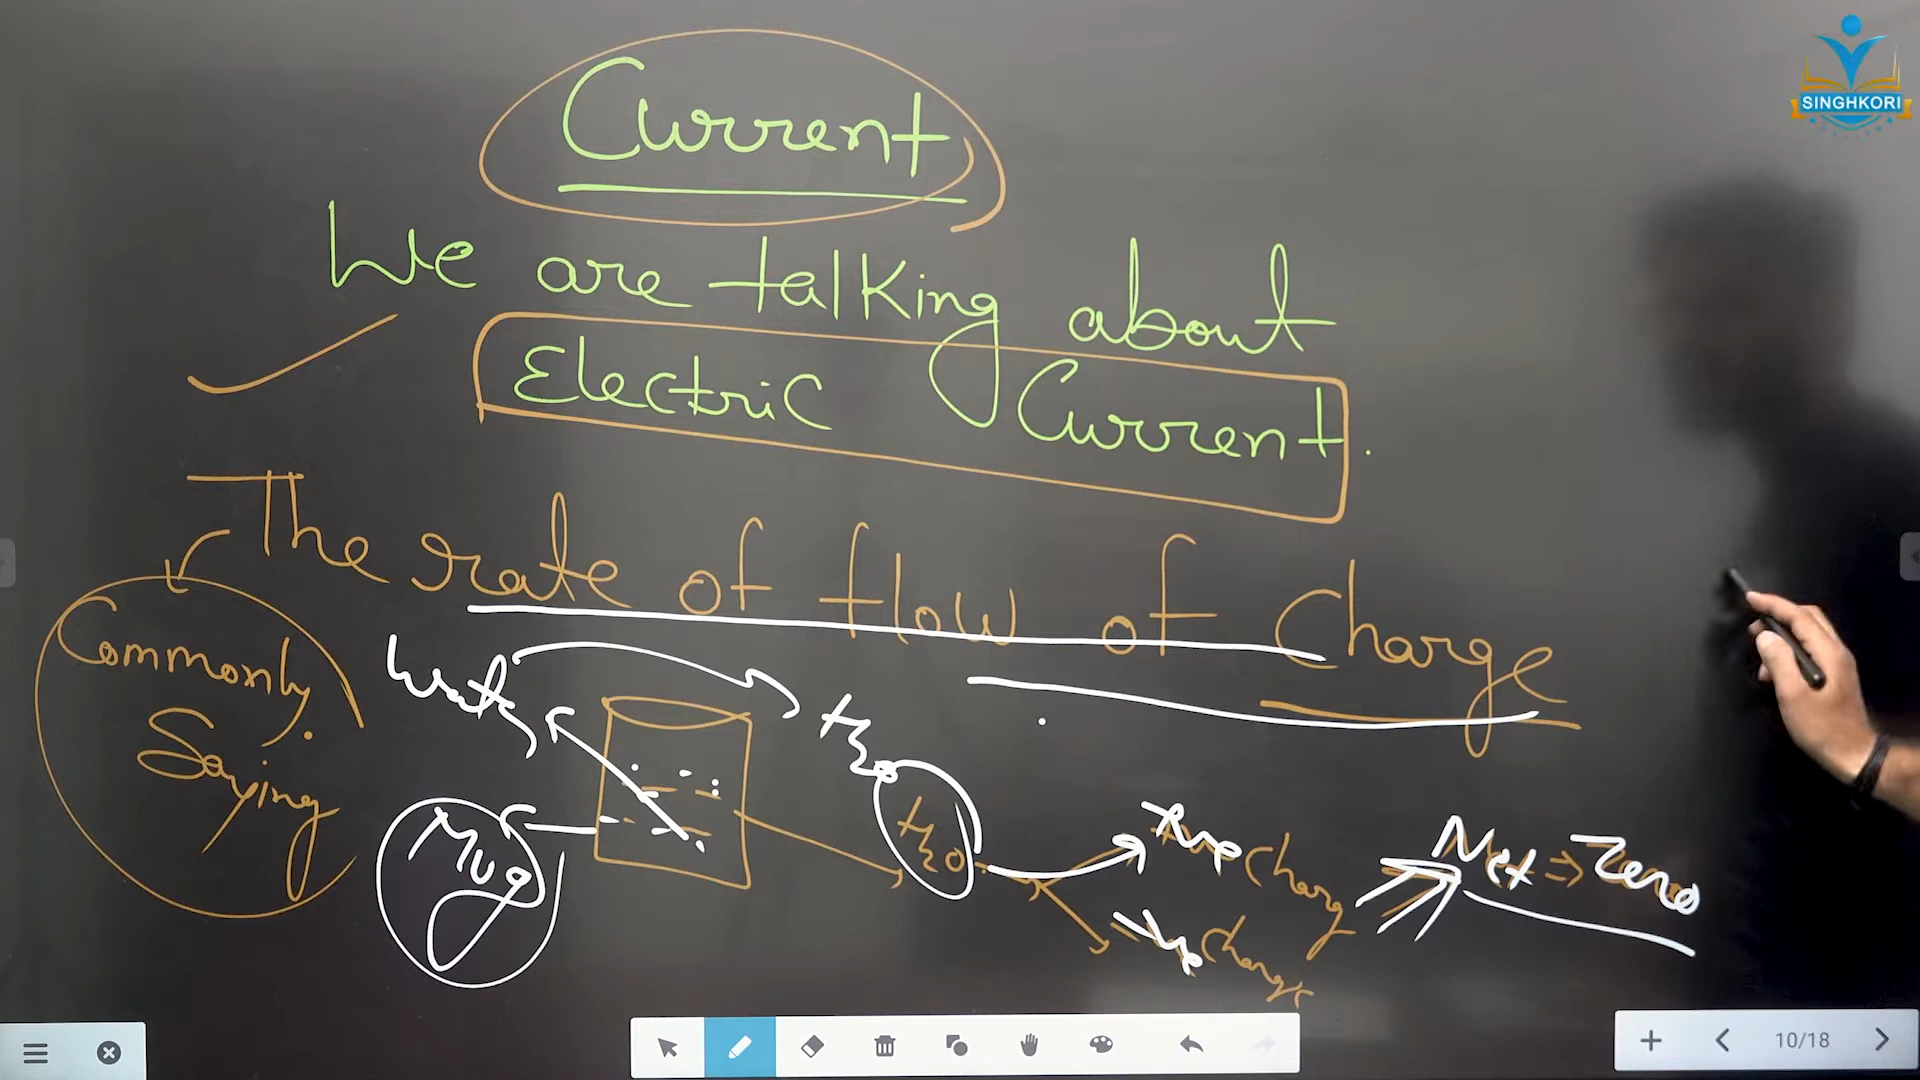 Current
SINGHKORI
We are talking about
Electric Current.
The rate of flow of Charge
Commonly
Saying
Water
H2O
Mug
H2O
+ve Charge
-ve Charge
Net => Zero
10/18